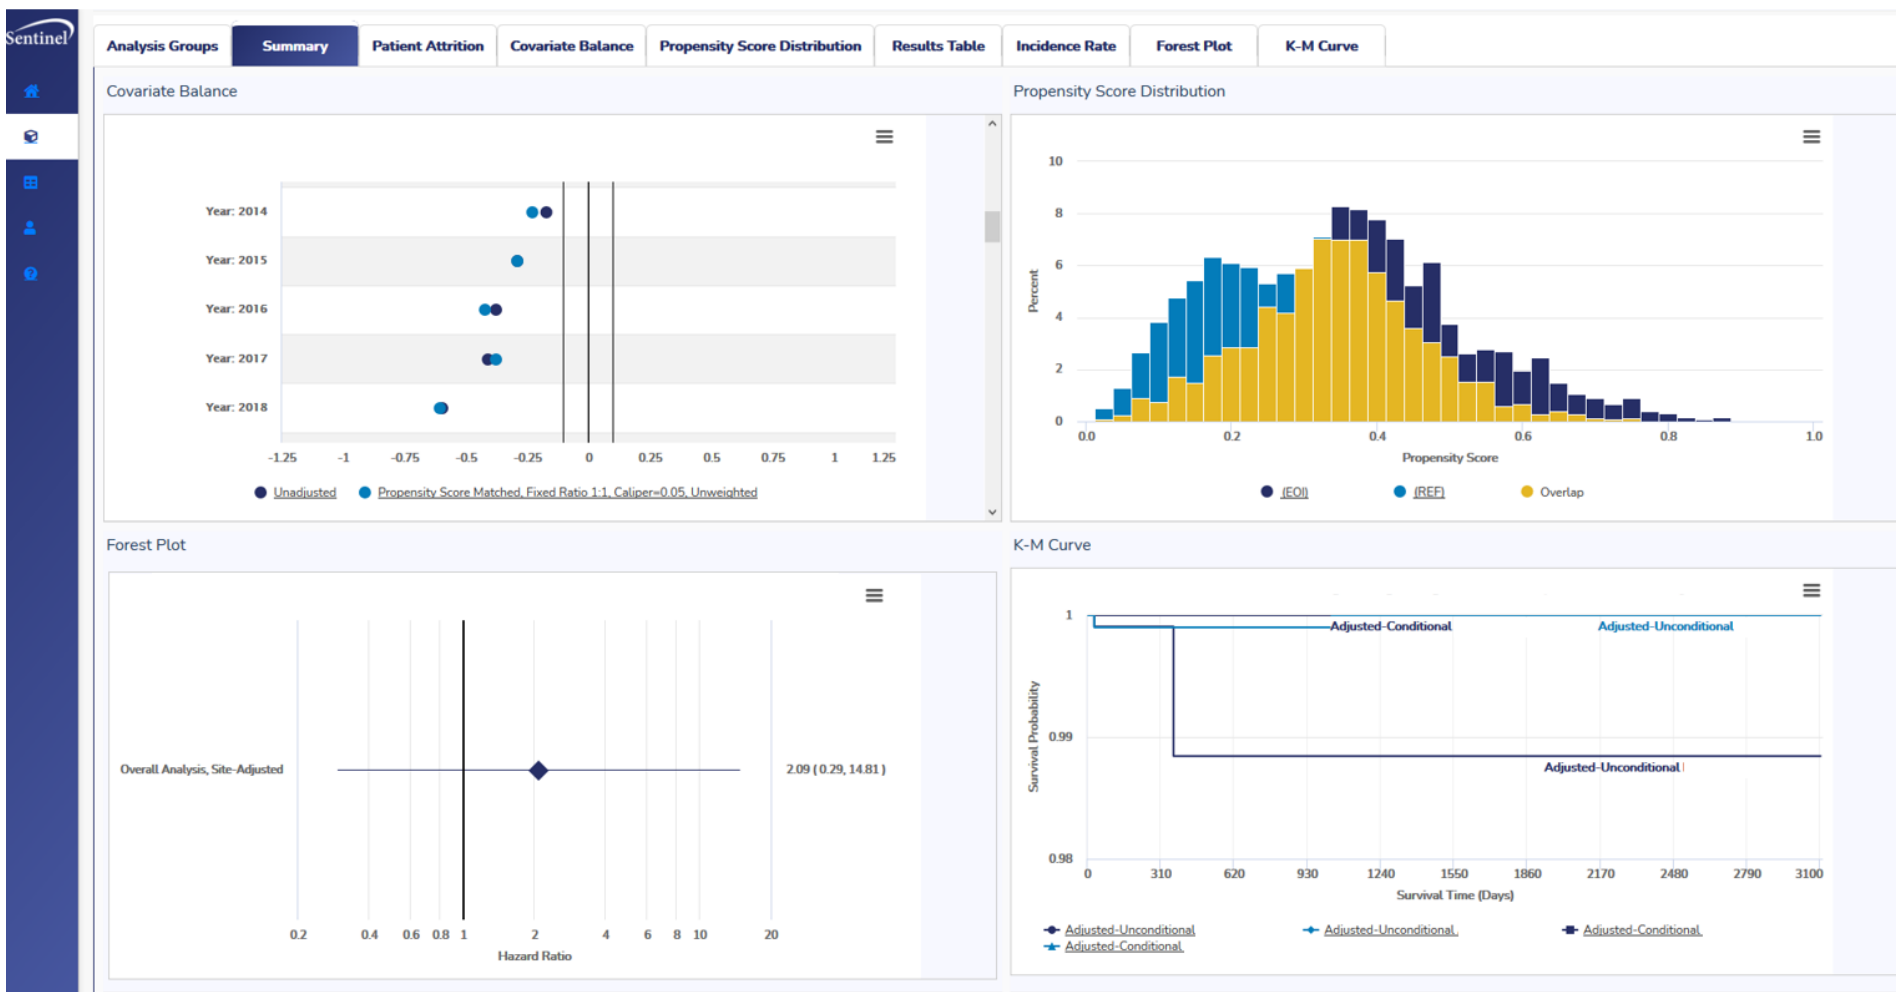 Sentinel
Analysis Groups
Summary
Patient Attrition
Covariate Balance
Propensity Score Distribution
Results Table
Incidence Rate
Forest Plot
K-M Curve
Covariate Balance
Year: 2014
Year: 2015
Year: 2016
Year: 2017
Year: 2018
-1.25 -1 -0.75 -0.5 -0.25 0 0.25 0.5 0.75 1 1.25
Unadjusted Propensity Score Matched, Fixed Ratio 1:1, Caliper=0.05, Unweighted
Propensity Score Distribution
10
8
6
4
2
0
Percent
0.0 0.2 0.4 0.6 0.8 1.0
Propensity Score
(EOI) (REF) Overlap
Forest Plot
Overall Analysis, Site-Adjusted
2.09 ( 0.29, 14.81 )
0.2 0.4 0.6 0.8 1 2 4 6 8 10 20
Hazard Ratio
K-M Curve
1
Adjusted-Conditional
Adjusted-Unconditional
0.99
Adjusted-Unconditional
0.98
Survival Probability
0 310 620 930 1240 1550 1860 2170 2480 2790 3100
Survival Time (Days)
Adjusted-Unconditional Adjusted-Unconditional Adjusted-Conditional
Adjusted-Conditional